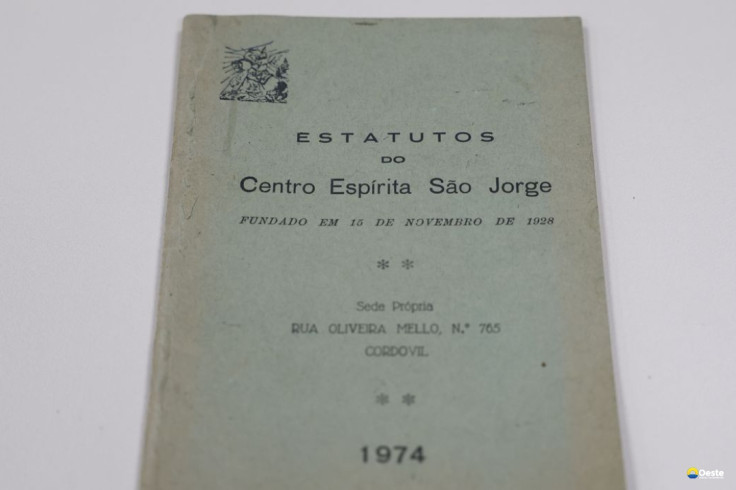 ESTATUTOS
DO
Centro Espírita São Jorge
FUNDADO EM 15 DE NOVEMBRO DE 1928
Sede Própria
RUA OLIVEIRA MELLO, N.° 765
CORDOVIL
1974
Oeste